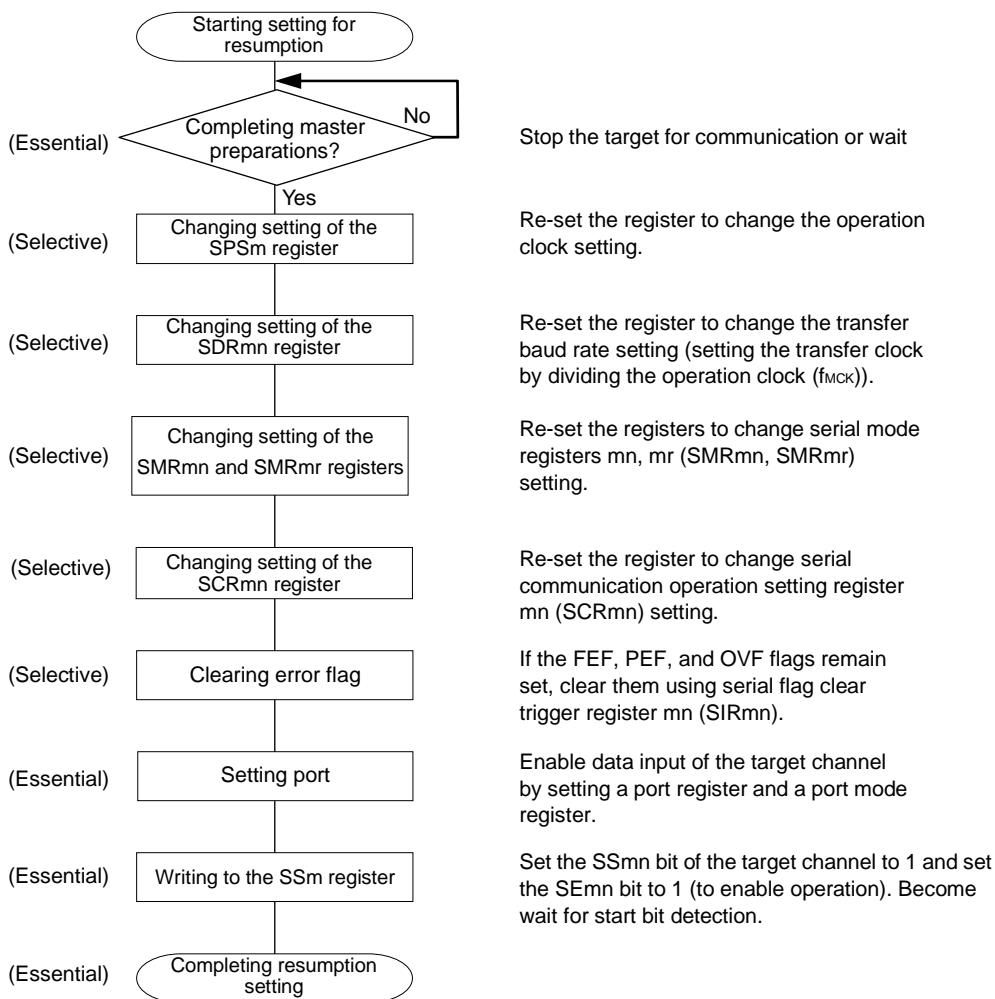 Starting setting for
resumption
(Essential)
Completing master
preparations?
No
Stop the target for communication or wait
Yes
(Selective)
Changing setting of the
SPSm register
Re-set the register to change the operation
clock setting.
(Selective)
Changing setting of the
SDRmn register
Re-set the register to change the transfer
baud rate setting (setting the transfer clock
by dividing the operation clock (fMCK)).
(Selective)
Changing setting of the
SMRmn and SMRmr registers
Re-set the registers to change serial mode
registers mn, mr (SMRmn, SMRmr)
setting.
(Selective)
Changing setting of the
SCRmn register
Re-set the register to change serial
communication operation setting register
mn (SCRmn) setting.
(Selective)
Clearing error flag
If the FEF, PEF, and OVF flags remain
set, clear them using serial flag clear
trigger register mn (SIRmn).
(Essential)
Setting port
Enable data input of the target channel
by setting a port register and a port mode
register.
(Essential)
Writing to the SSm register
Set the SSmn bit of the target channel to 1 and set
the SEmn bit to 1 (to enable operation). Become
wait for start bit detection.
(Essential)
Completing resumption
setting